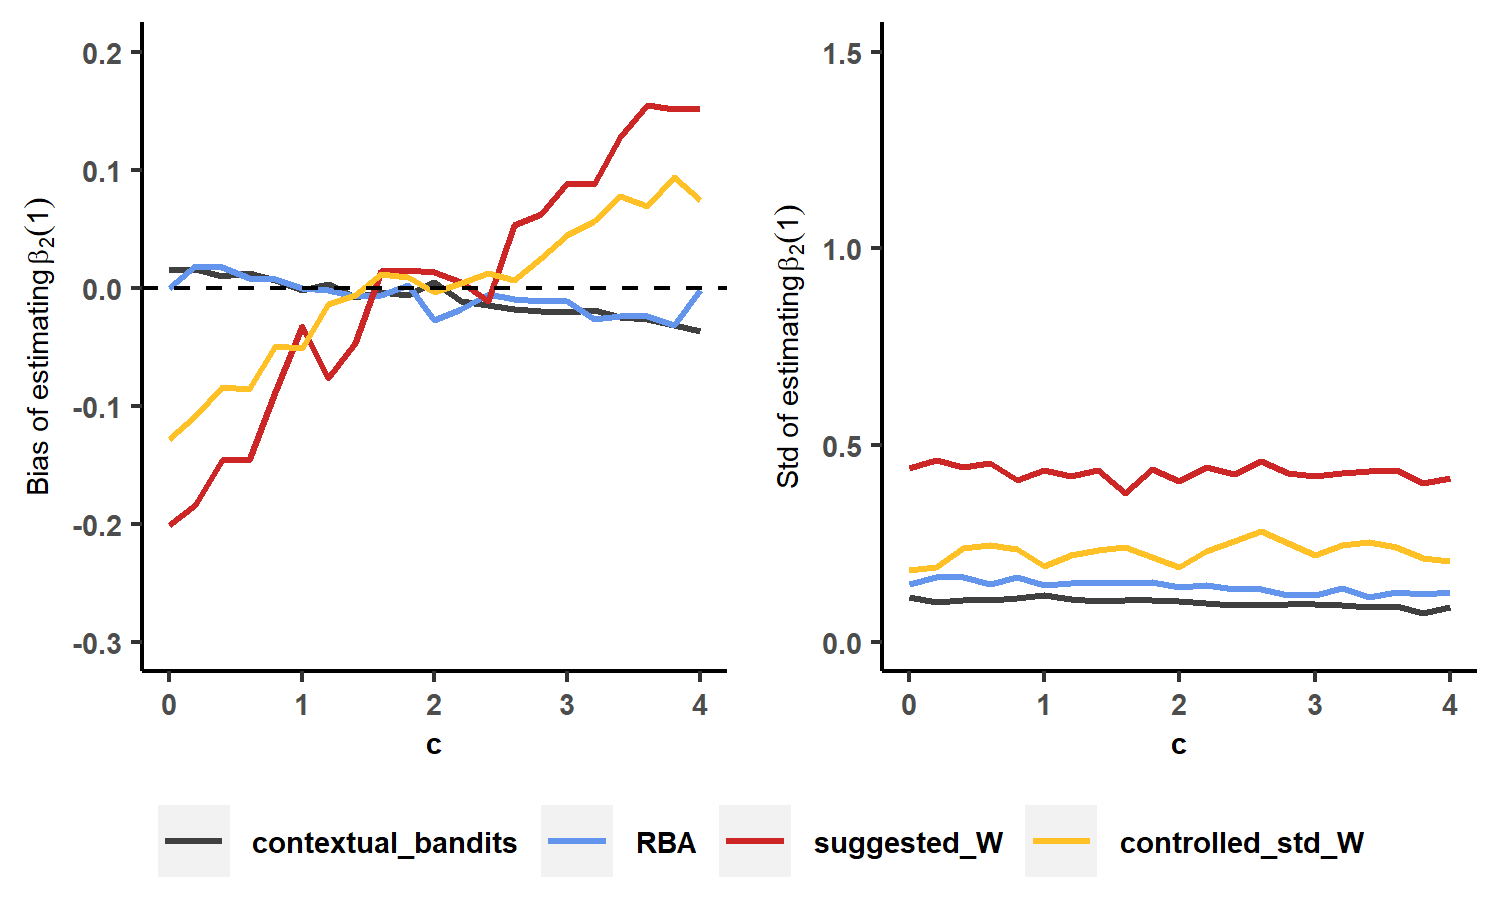 Bias of estimating β₂(1)
0.2
0.1
0.0
-0.1
-0.2
-0.3
0 1 2 3 4
c
Std of estimating β₂(1)
1.5
1.0
0.5
0.0
0 1 2 3 4
c
contextual_bandits RBA suggested_W controlled_std_W